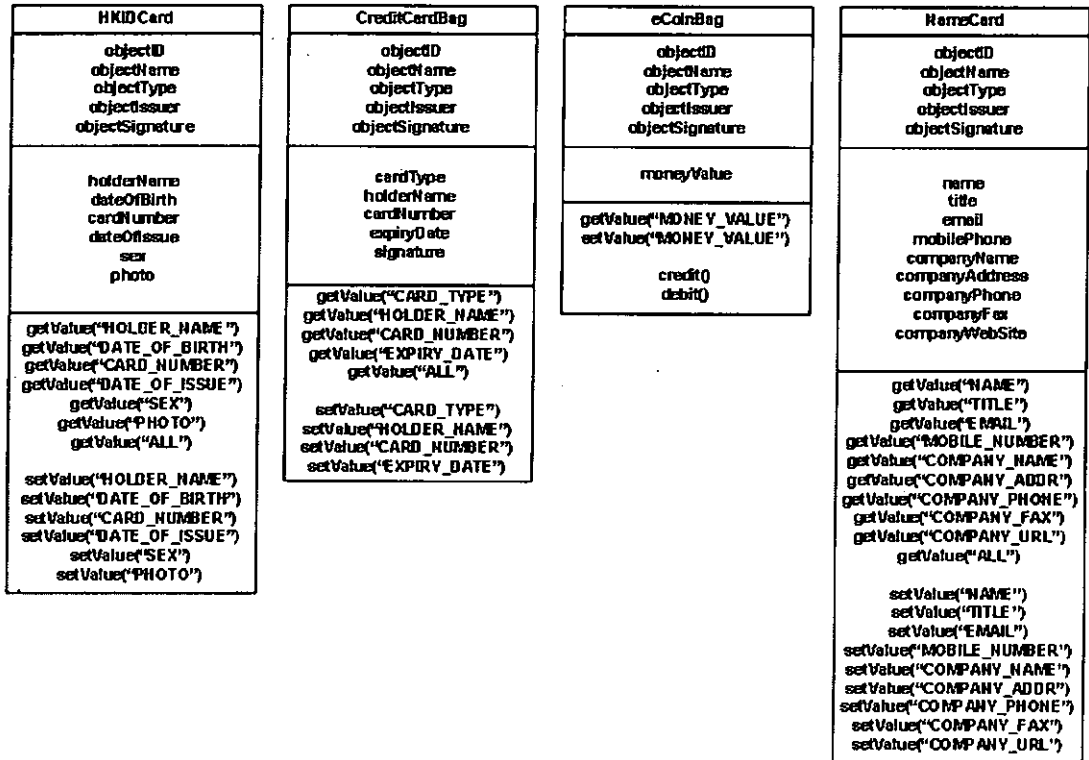 HKIDCard
objectID
objectName
objectType
objectIssuer
objectSignature
holderName
dateOfBirth
cardNumber
dateOfIssue
sex
photo
getValue("HOLDER_NAME")
getValue("DATE_OF_BIRTH")
getValue("CARD_NUMBER")
getValue("DATE_OF_ISSUE")
getValue("SEX")
getValue("PHOTO")
getValue("ALL")
setValue("HOLDER_NAME")
setValue("DATE_OF_BIRTH")
setValue("CARD_NUMBER")
setValue("DATE_OF_ISSUE")
setValue("SEX")
setValue("PHOTO")
CreditCardBag
objectID
objectName
objectType
objectIssuer
objectSignature
cardType
holderName
cardNumber
expiryDate
signature
getValue("CARD_TYPE")
getValue("HOLDER_NAME")
getValue("CARD_NUMBER")
getValue("EXPIRY_DATE")
getValue("ALL")
setValue("CARD_TYPE")
setValue("HOLDER_NAME")
setValue("CARD_NUMBER")
setValue("EXPIRY_DATE")
eCoinBag
objectID
objectName
objectType
objectIssuer
objectSignature
moneyValue
getValue("MONEY_VALUE")
setValue("MONEY_VALUE")
credit()
debit()
NameCard
objectID
objectName
objectType
objectIssuer
objectSignature
name
title
email
mobilePhone
companyName
companyAddress
companyPhone
companyFax
companyWebSite
getValue("NAME")
getValue("TITLE")
getValue("EMAIL")
getValue("MOBILE_NUMBER")
getValue("COMPANY_NAME")
getValue("COMPANY_ADDR")
getValue("COMPANY_PHONE")
getValue("COMPANY_FAX")
getValue("COMPANY_URL")
getValue("ALL")
setValue("NAME")
setValue("TITLE")
setValue("EMAIL")
setValue("MOBILE_NUMBER")
setValue("COMPANY_NAME")
setValue("COMPANY_ADDR")
setValue("COMPANY_PHONE")
setValue("COMPANY_FAX")
setValue("COMPANY_URL")